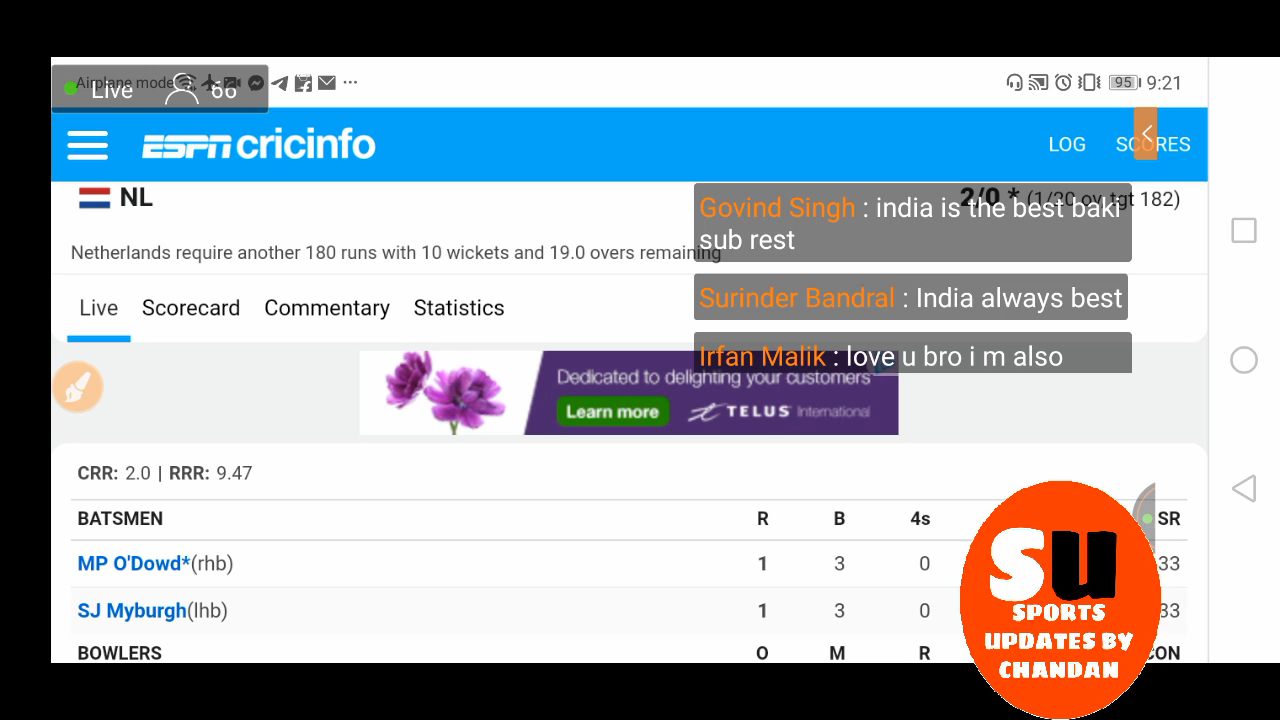 Airplane mode
Live 66
95 9:21
ESPN cricinfo
LOG SCORES
NL
2/0 * (1/20 ov, tgt 182)
Govind Singh : india is the best baki
sub rest
Netherlands require another 180 runs with 10 wickets and 19.0 overs remaining
Surinder Bandral : India always best
Live Scorecard Commentary Statistics
Irfan Malik : love u bro i m also
Dedicated to delighting your customers
Learn more TELUS International
CRR: 2.0 | RRR: 9.47
BATSMEN R B 4s SR
MP O'Dowd*(rhb) 1 3 0 33
SJ Myburgh(lhb) 1 3 0 33
BOWLERS O M R CON
SU
SPORTS
UPDATES BY
CHANDAN